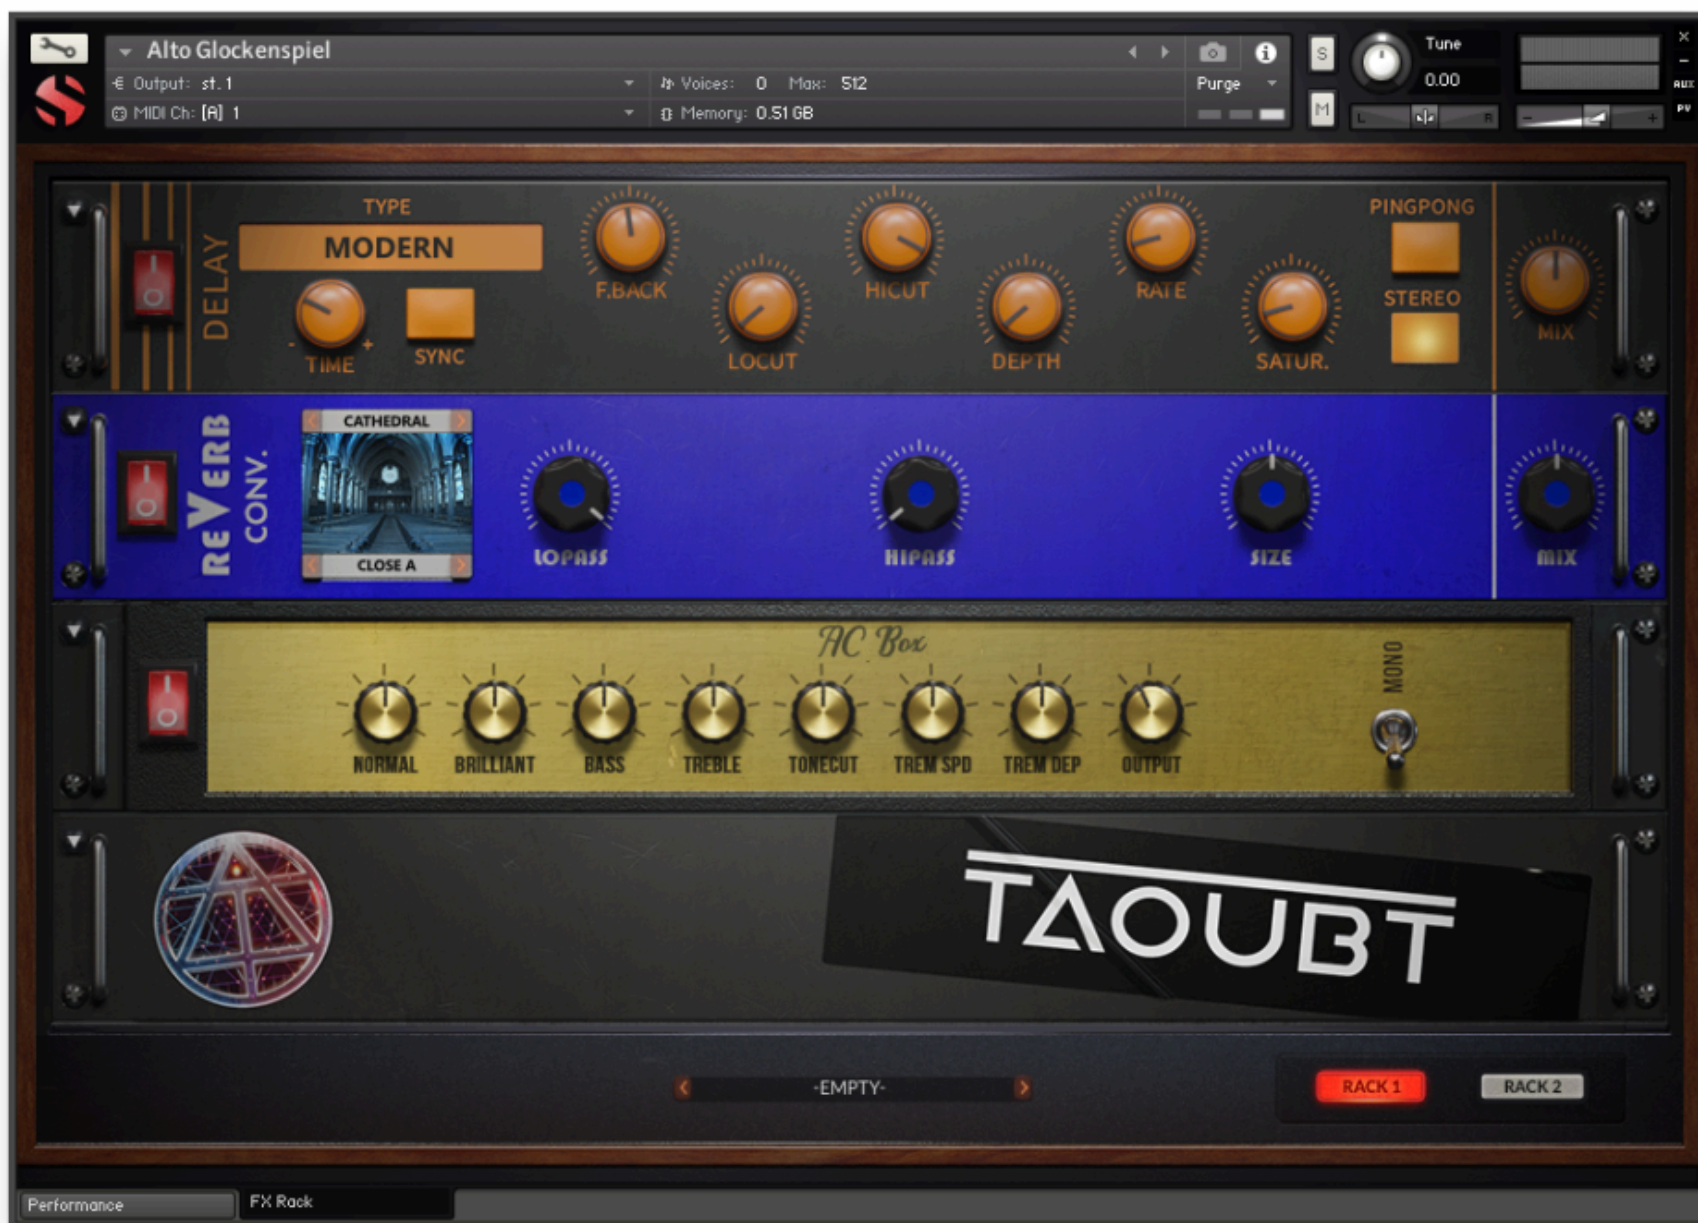 Alto Glockenspiel
Output: st. 1
Voices: 0 Max: 512
Purge
MIDI Ch: [A] 1
Memory: 0.51 GB
S
M
Tune
0.00
L R
- +
×
-
AUX
PV
DELAY
TYPE
MODERN
- +
TIME
SYNC
F.BACK
LOCUT
HICUT
DEPTH
RATE
SATUR.
PINGPONG
STEREO
MIX
REVERB
CONV.
CATHEDRAL
CLOSE A
LOPASS
HIPASS
SIZE
MIX
AC Box
NORMAL BRILLIANT BASS TREBLE TONECUT TREM SPD TREM DEP OUTPUT
MONO
TAOUBT
-EMPTY-
RACK 1
RACK 2
Performance
FX Rack